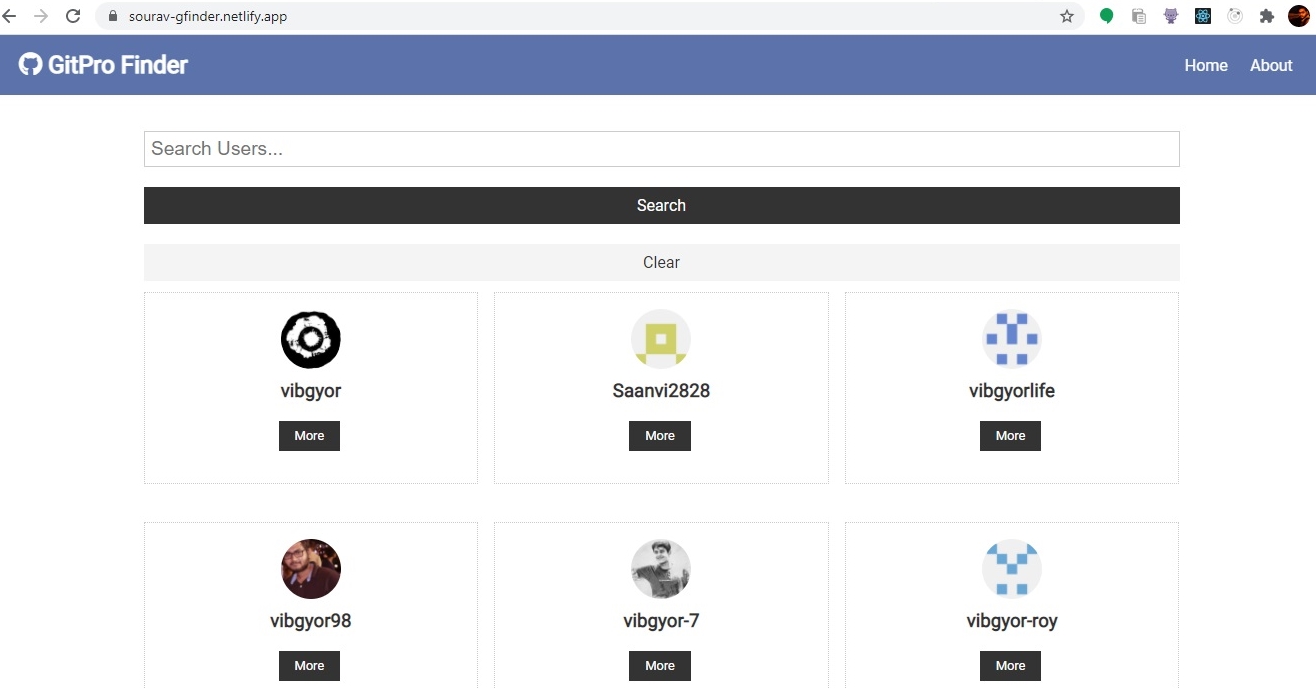 sourav-gfinder.netlify.app
GitPro Finder
Home About
Search Users...
Search
Clear
vibgyor Saanvi2828 vibgyorlife
More More More
vibgyor98 vibgyor-7 vibgyor-roy
More More More